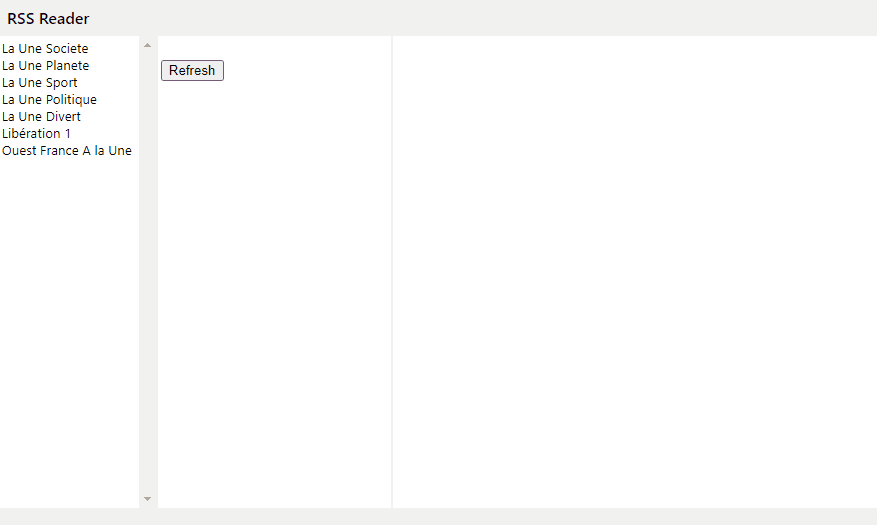 RSS Reader
La Une Societe
La Une Planete
La Une Sport
La Une Politique
La Une Divert
Libération 1
Ouest France A la Une
Refresh